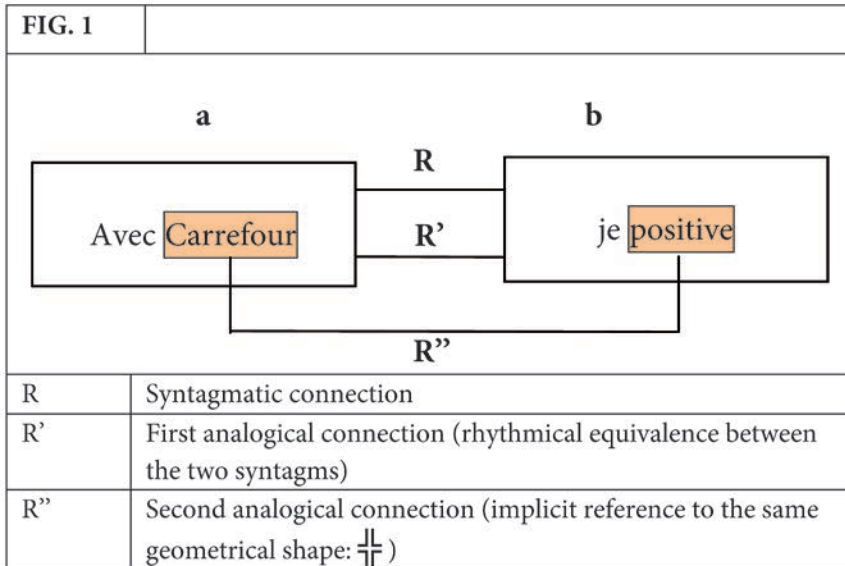 FIG. 1
a b
R
Avec Carrefour R’ je positive
R”
R Syntagmatic connection
R’ First analogical connection (rhythmical equivalence between
the two syntagms)
R” Second analogical connection (implicit reference to the same
geometrical shape: ╬ )